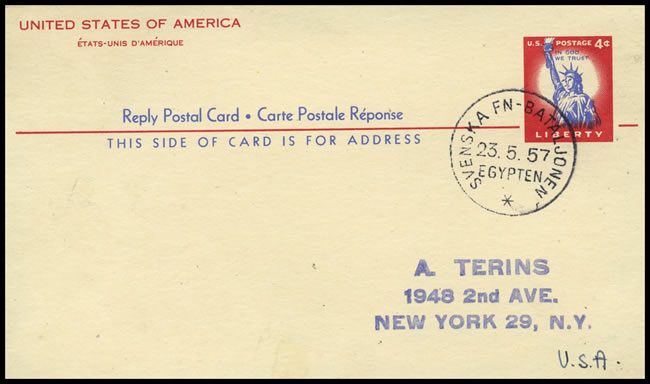 UNITED STATES OF AMERICA
ÉTATS-UNIS D'AMÉRIQUE
U.S. POSTAGE 4¢
IN GOD
WE TRUST
LIBERTY
Reply Postal Card • Carte Postale Réponse
THIS SIDE OF CARD IS FOR ADDRESS
SVENSKA FN-BATALJONEN
23.5.57
EGYPTEN
*
A. TERINS
1948 2nd AVE.
NEW YORK 29, N.Y.
U.S.A.